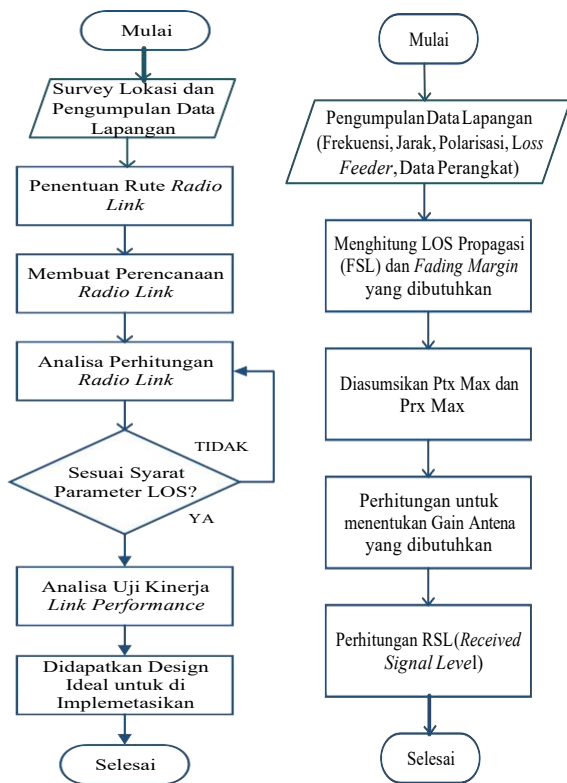 Mulai
Survey Lokasi dan
Pengumpulan Data
Lapangan
Penentuan Rute Radio
Link
Membuat Perencanaan
Radio Link
Analisa Perhitungan
Radio Link
TIDAK
Sesuai Syarat
Parameter LOS?
YA
Analisa Uji Kinerja
Link Performance
Didapatkan Design
Ideal untuk di
Implemetasikan
Selesai
Mulai
Pengumpulan Data Lapangan
(Frekuensi, Jarak, Polarisasi, Loss
Feeder, Data Perangkat)
Menghitung LOS Propagasi
(FSL) dan Fading Margin
yang dibutuhkan
Diasumsikan Ptx Max dan
Prx Max
Perhitungan untuk
menentukan Gain Antena
yang dibutuhkan
Perhitungan RSL (Received
Signal Level)
Selesai